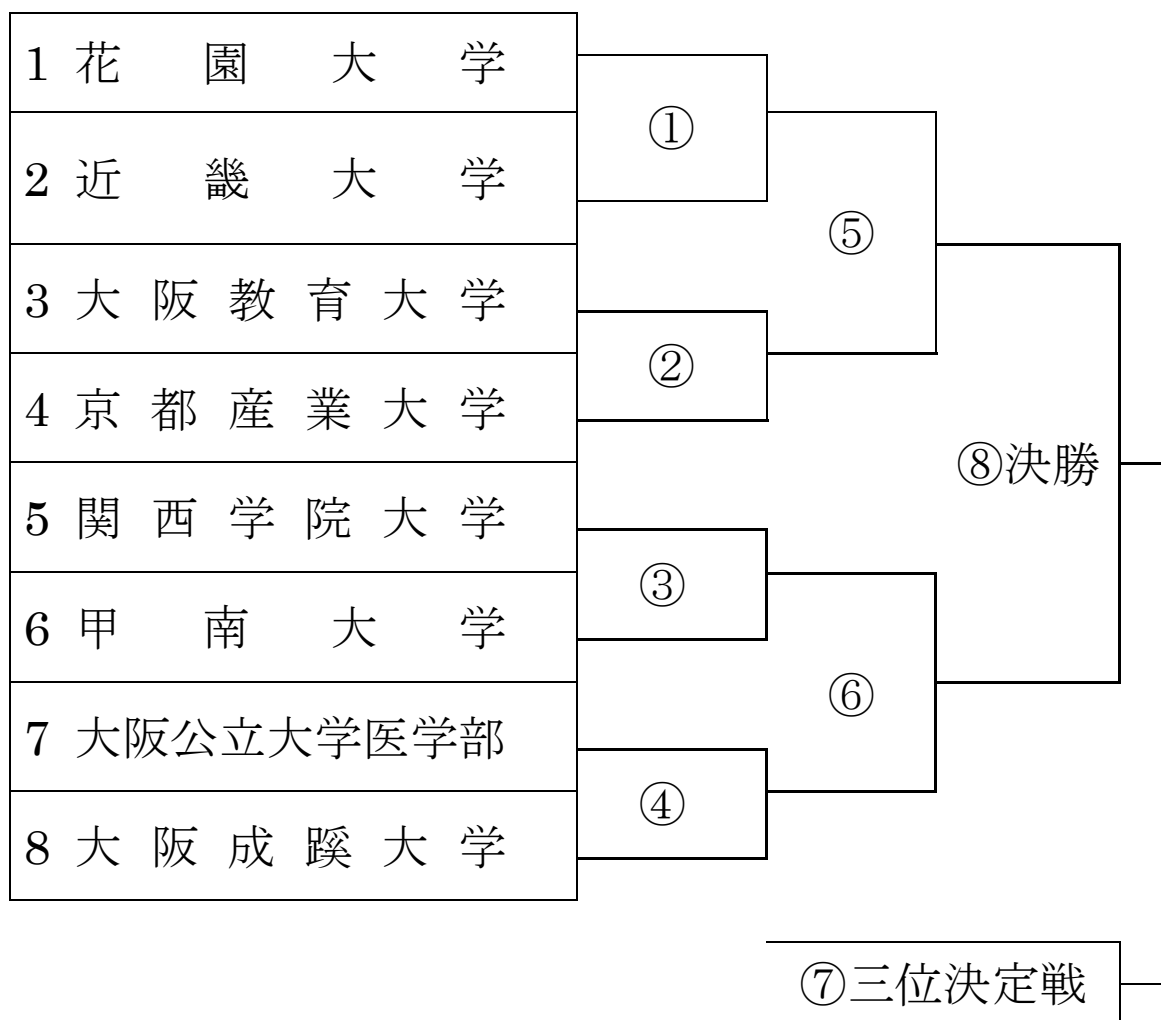 1 花園大学
2 近畿大学
3 大阪教育大学
4 京都産業大学
5 関西学院大学
6 甲南大学
7 大阪公立大学医学部
8 大阪成蹊大学
①
②
③
④
⑤
⑥
⑧決勝
⑦三位決定戦